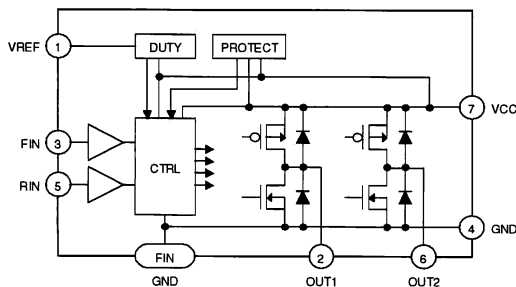 VREF 1 DUTY PROTECT
7 VCC
FIN 3
CTRL
RIN 5
4 GND
FIN 2 6
GND OUT1 OUT2